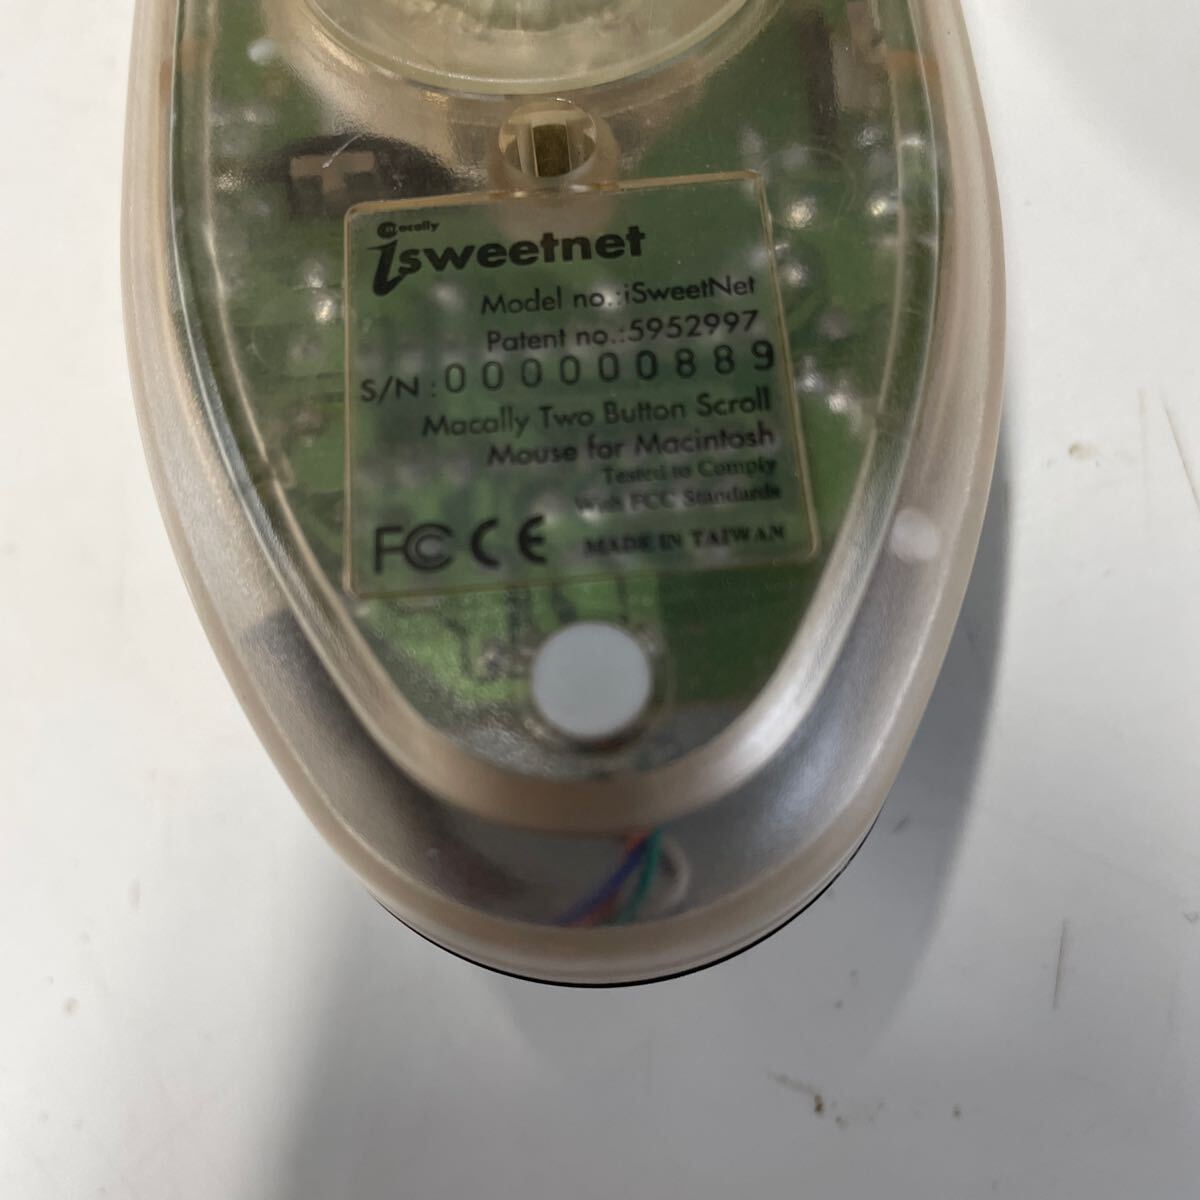 Macally
isweetnet
Model no.:iSweetNet
Patent no.:5952997
S/N:000000889
Macally Two Button Scroll
Mouse for Macintosh
Tested to Comply
With FCC Standards
FC CE MADE IN TAIWAN